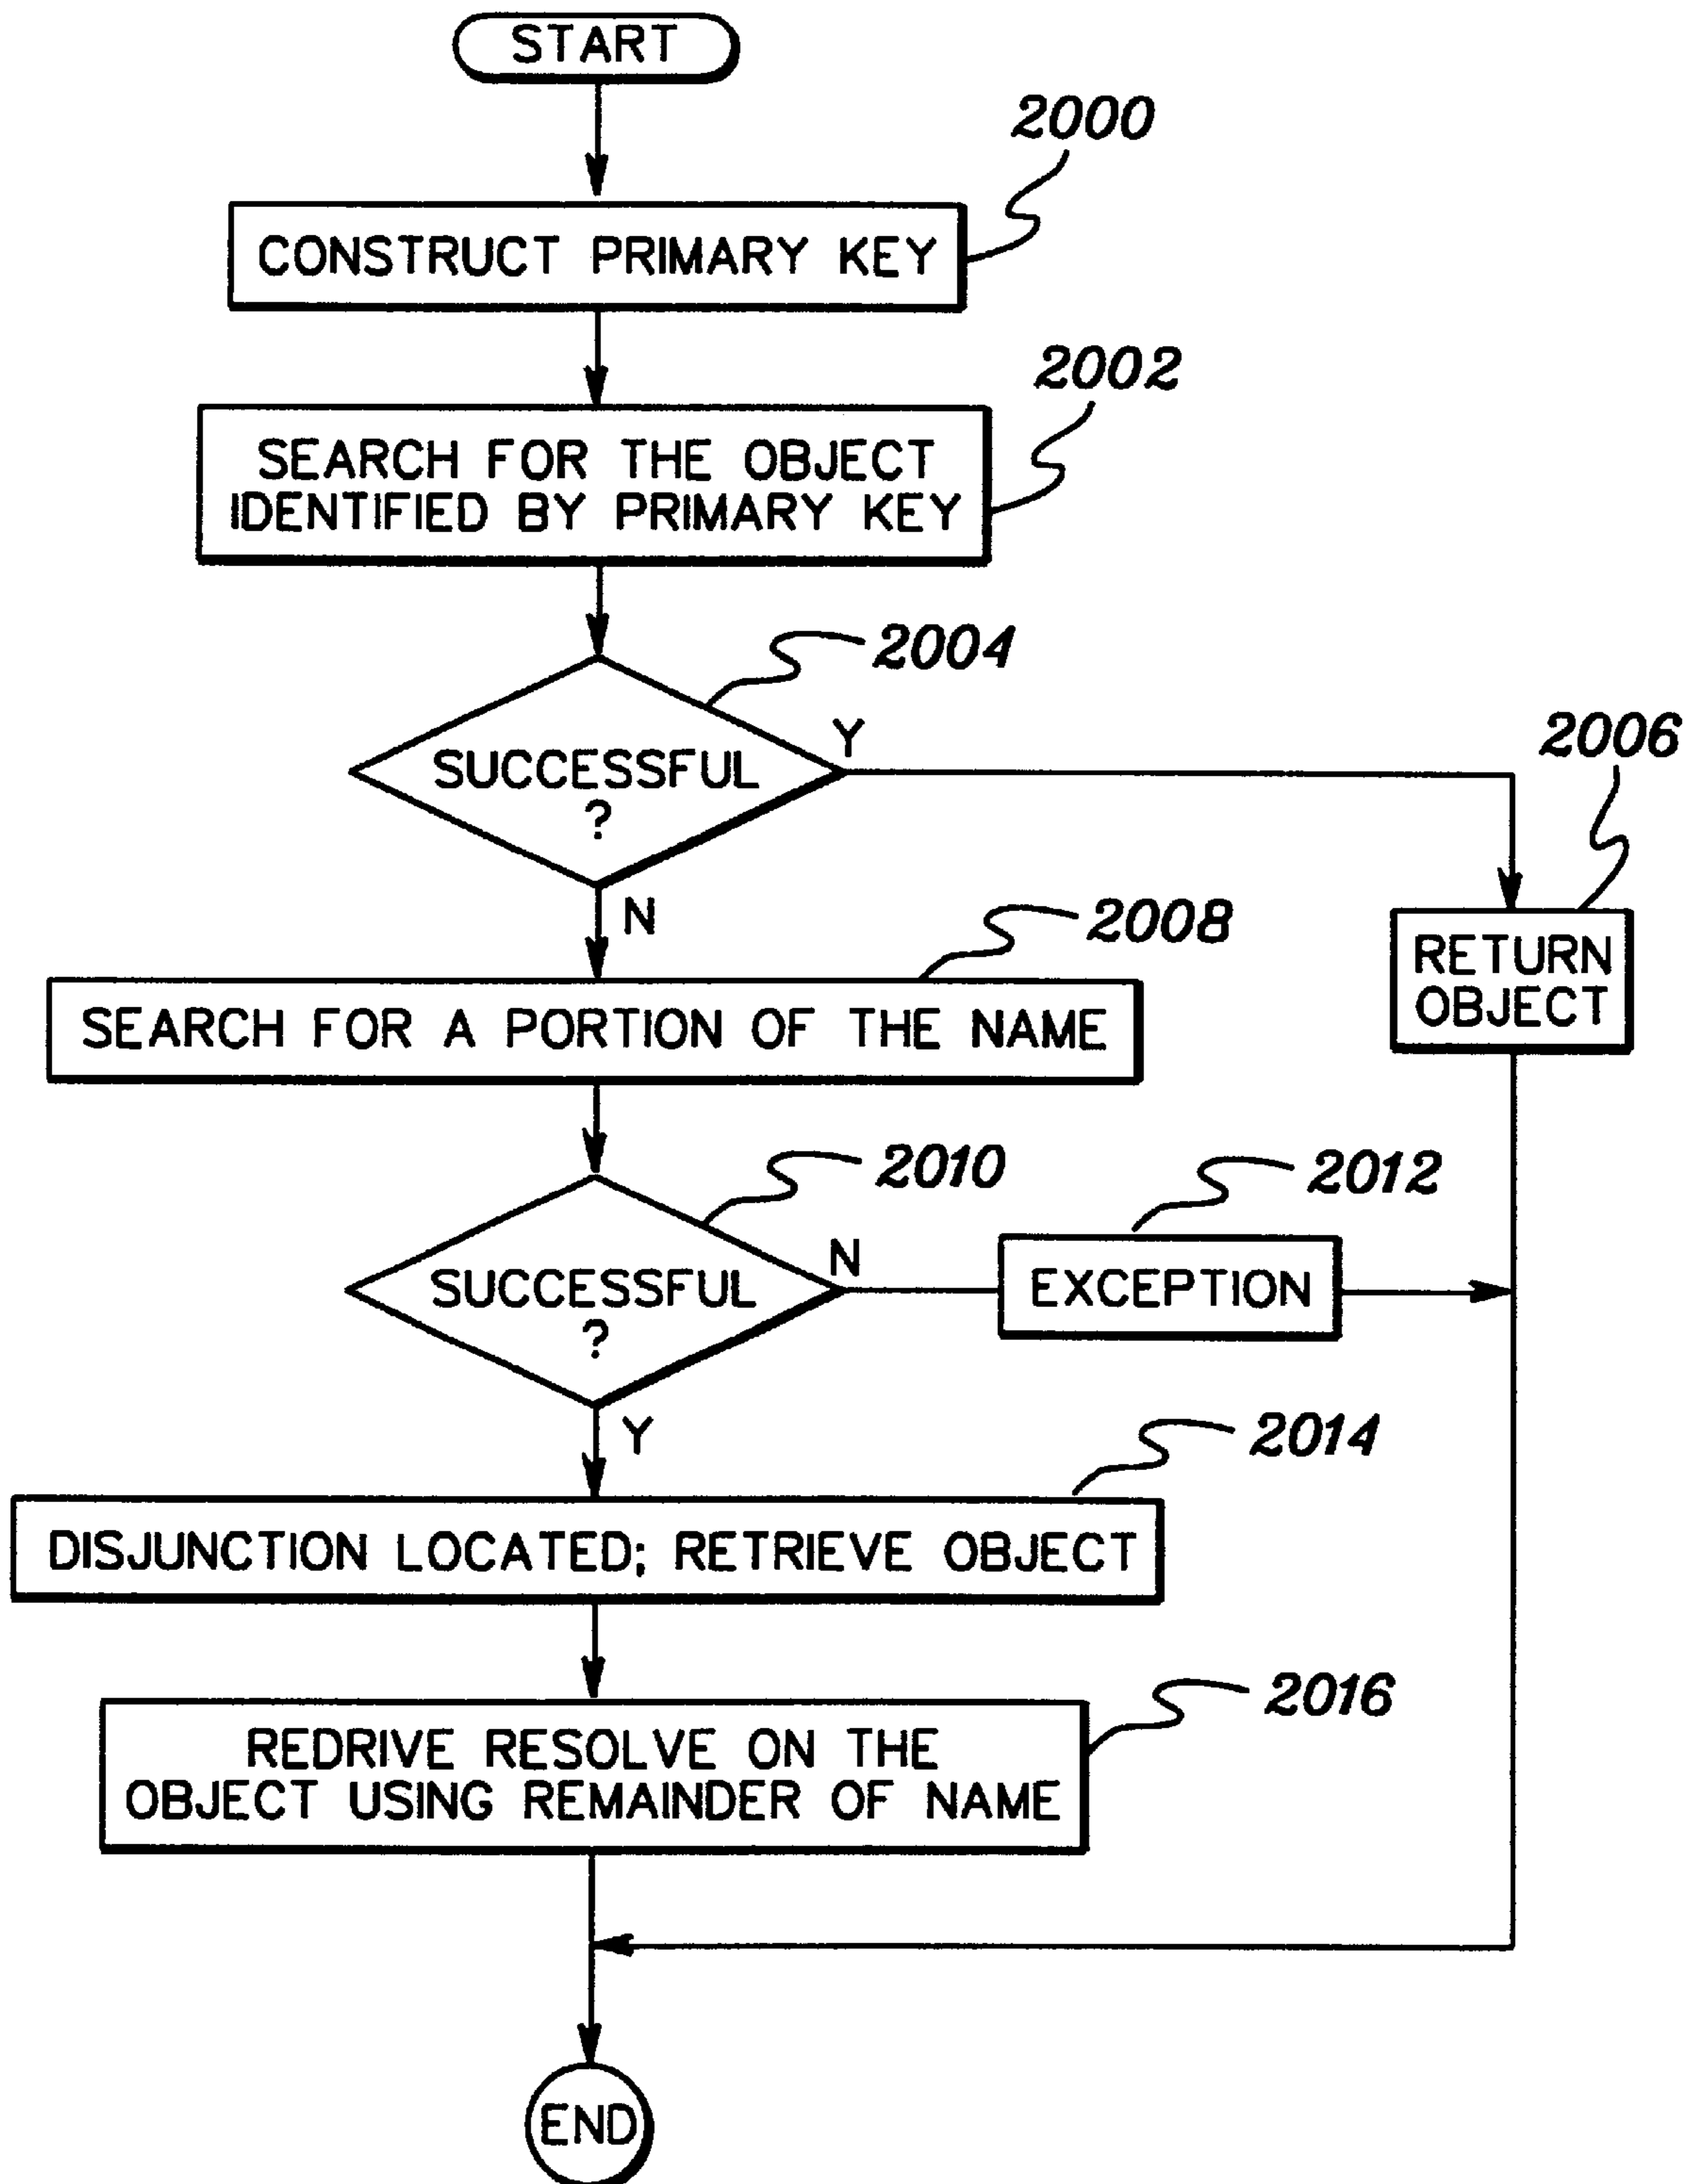 START
2000
CONSTRUCT PRIMARY KEY
2002
SEARCH FOR THE OBJECT
IDENTIFIED BY PRIMARY KEY
2004
SUCCESSFUL
?
Y
2006
RETURN
OBJECT
N
2008
SEARCH FOR A PORTION OF THE NAME
2010
SUCCESSFUL
?
N
2012
EXCEPTION
Y
2014
DISJUNCTION LOCATED; RETRIEVE OBJECT
2016
REDRIVE RESOLVE ON THE
OBJECT USING REMAINDER OF NAME
END